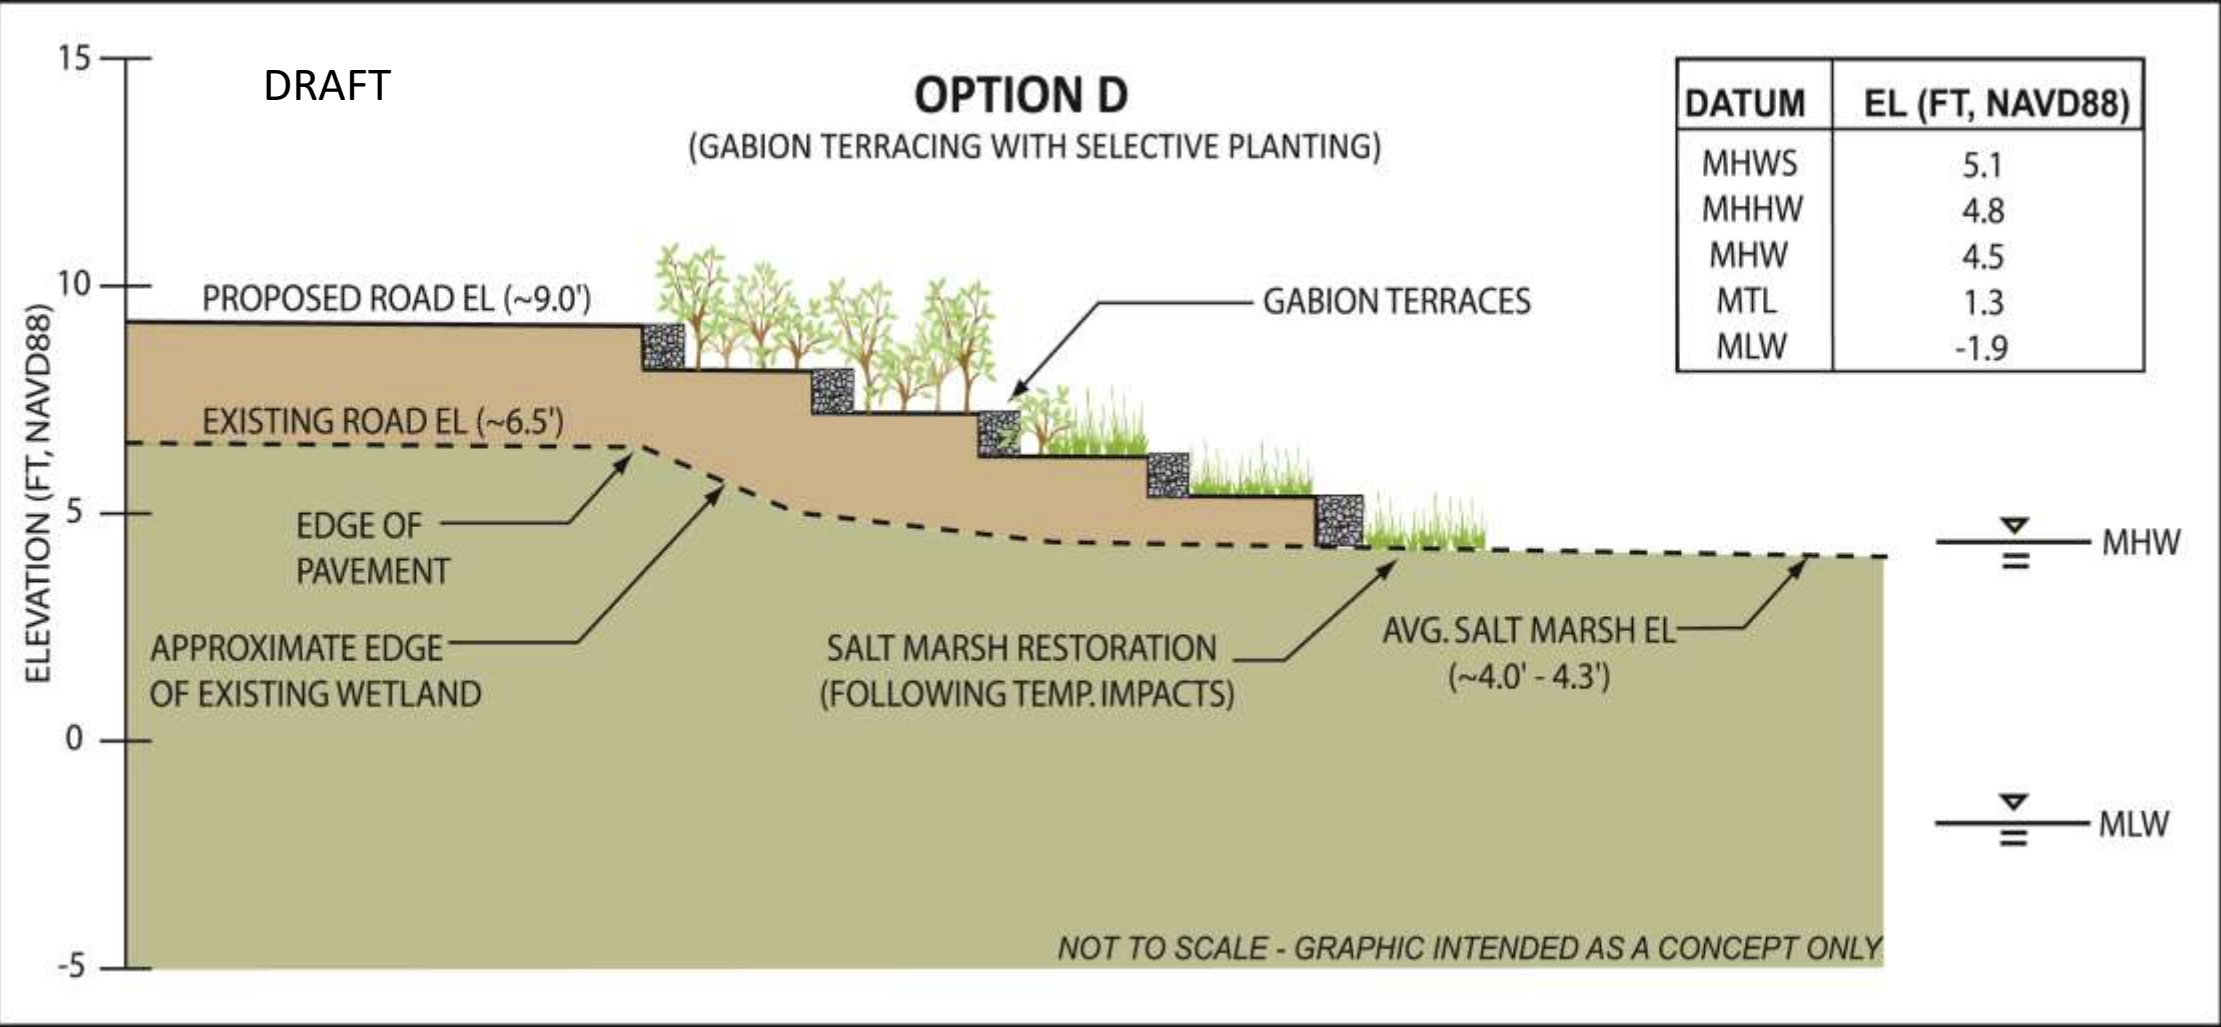 DRAFT
OPTION D
(GABION TERRACING WITH SELECTIVE PLANTING)
DATUM EL (FT, NAVD88)
MHWS 5.1
MHHW 4.8
MHW 4.5
MTL 1.3
MLW -1.9
ELEVATION (FT, NAVD88)
15
10
5
0
-5
PROPOSED ROAD EL (~9.0')
GABION TERRACES
EXISTING ROAD EL (~6.5')
EDGE OF
PAVEMENT
APPROXIMATE EDGE
OF EXISTING WETLAND
SALT MARSH RESTORATION
(FOLLOWING TEMP. IMPACTS)
AVG. SALT MARSH EL
(~4.0' - 4.3')
MHW
MLW
NOT TO SCALE - GRAPHIC INTENDED AS A CONCEPT ONLY